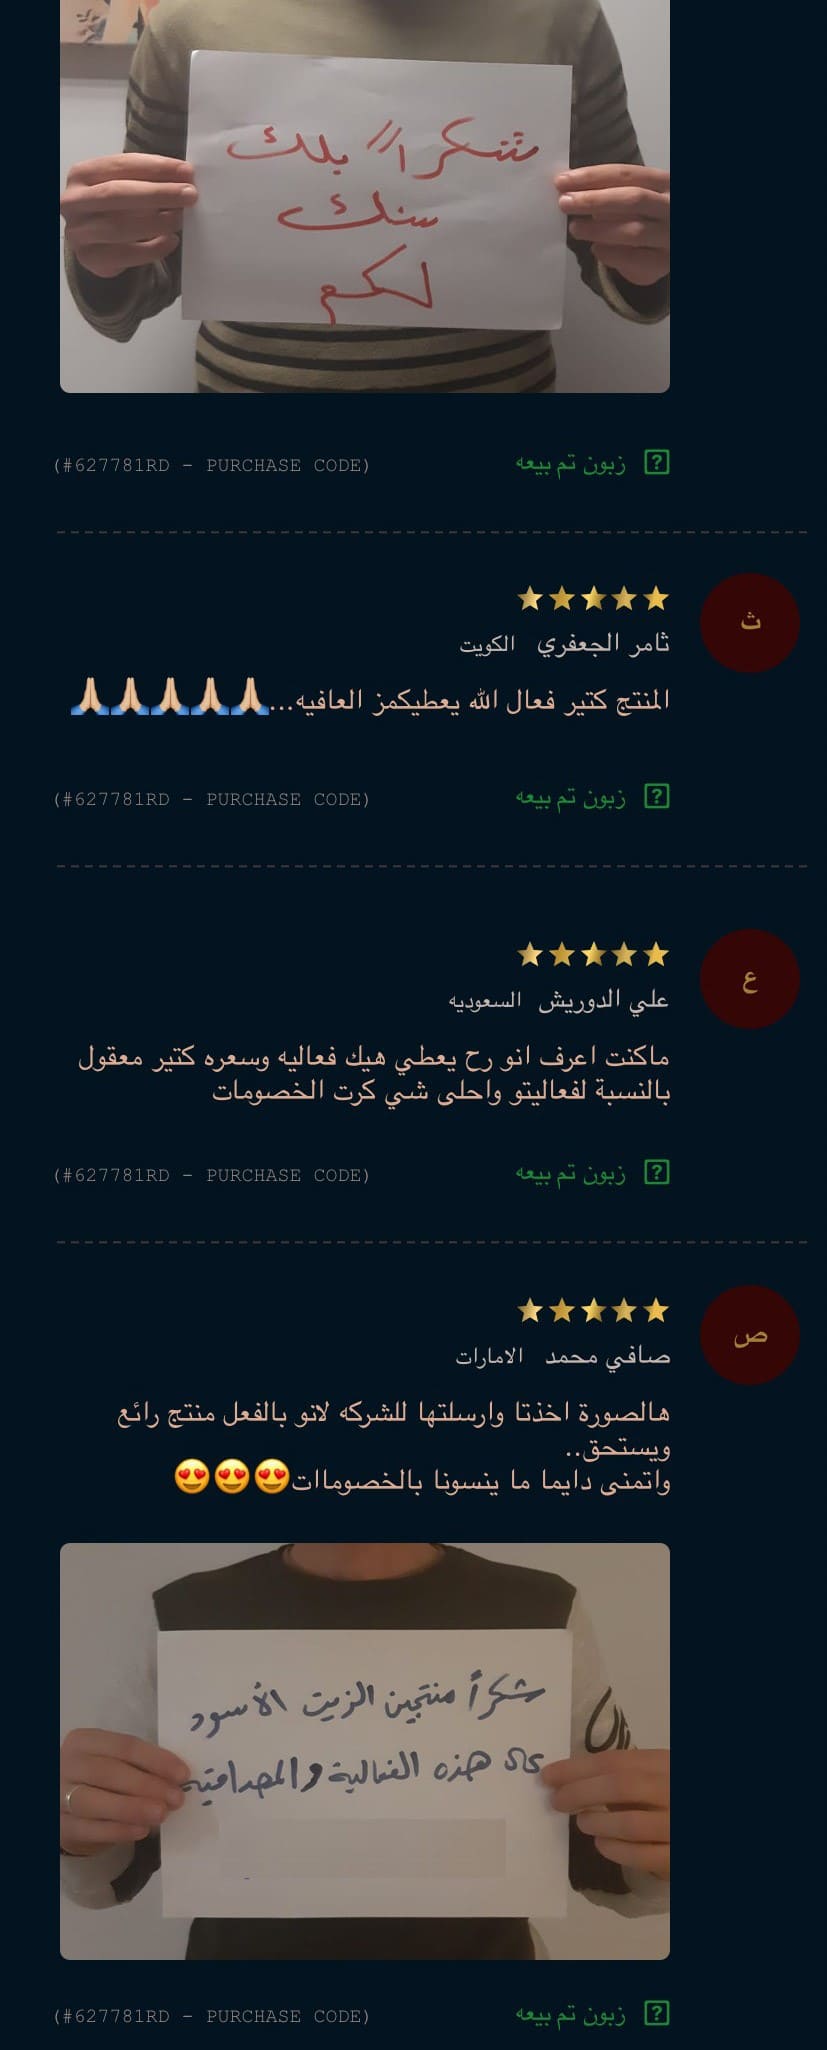 شكراً بلاك
سنك
لكم
زبون تم بيعه (#627781RD - PURCHASE CODE)
ث
ثامر الجعفري الكويت
المنتج كتير فعال الله يعطيكمز العافيه...🙏🏻🙏🏻🙏🏻🙏🏻🙏🏻
زبون تم بيعه (#627781RD - PURCHASE CODE)
ع
علي الدوريش السعوديه
ماكنت اعرف انو رح يعطي هيك فعاليه وسعره كتير معقول
بالنسبة لفعاليتو واحلى شي كرت الخصومات
زبون تم بيعه (#627781RD - PURCHASE CODE)
ص
صافي محمد الامارات
هالصورة اخذتا وارسلتها للشركه لانو بالفعل منتج رائع
ويستحق..
واتمنى دايما ما ينسونا بالخصوماات😍😍😍
شكراً منتجين الزيت الأسود
على هذه الفعالية والمصداقية
زبون تم بيعه (#627781RD - PURCHASE CODE)